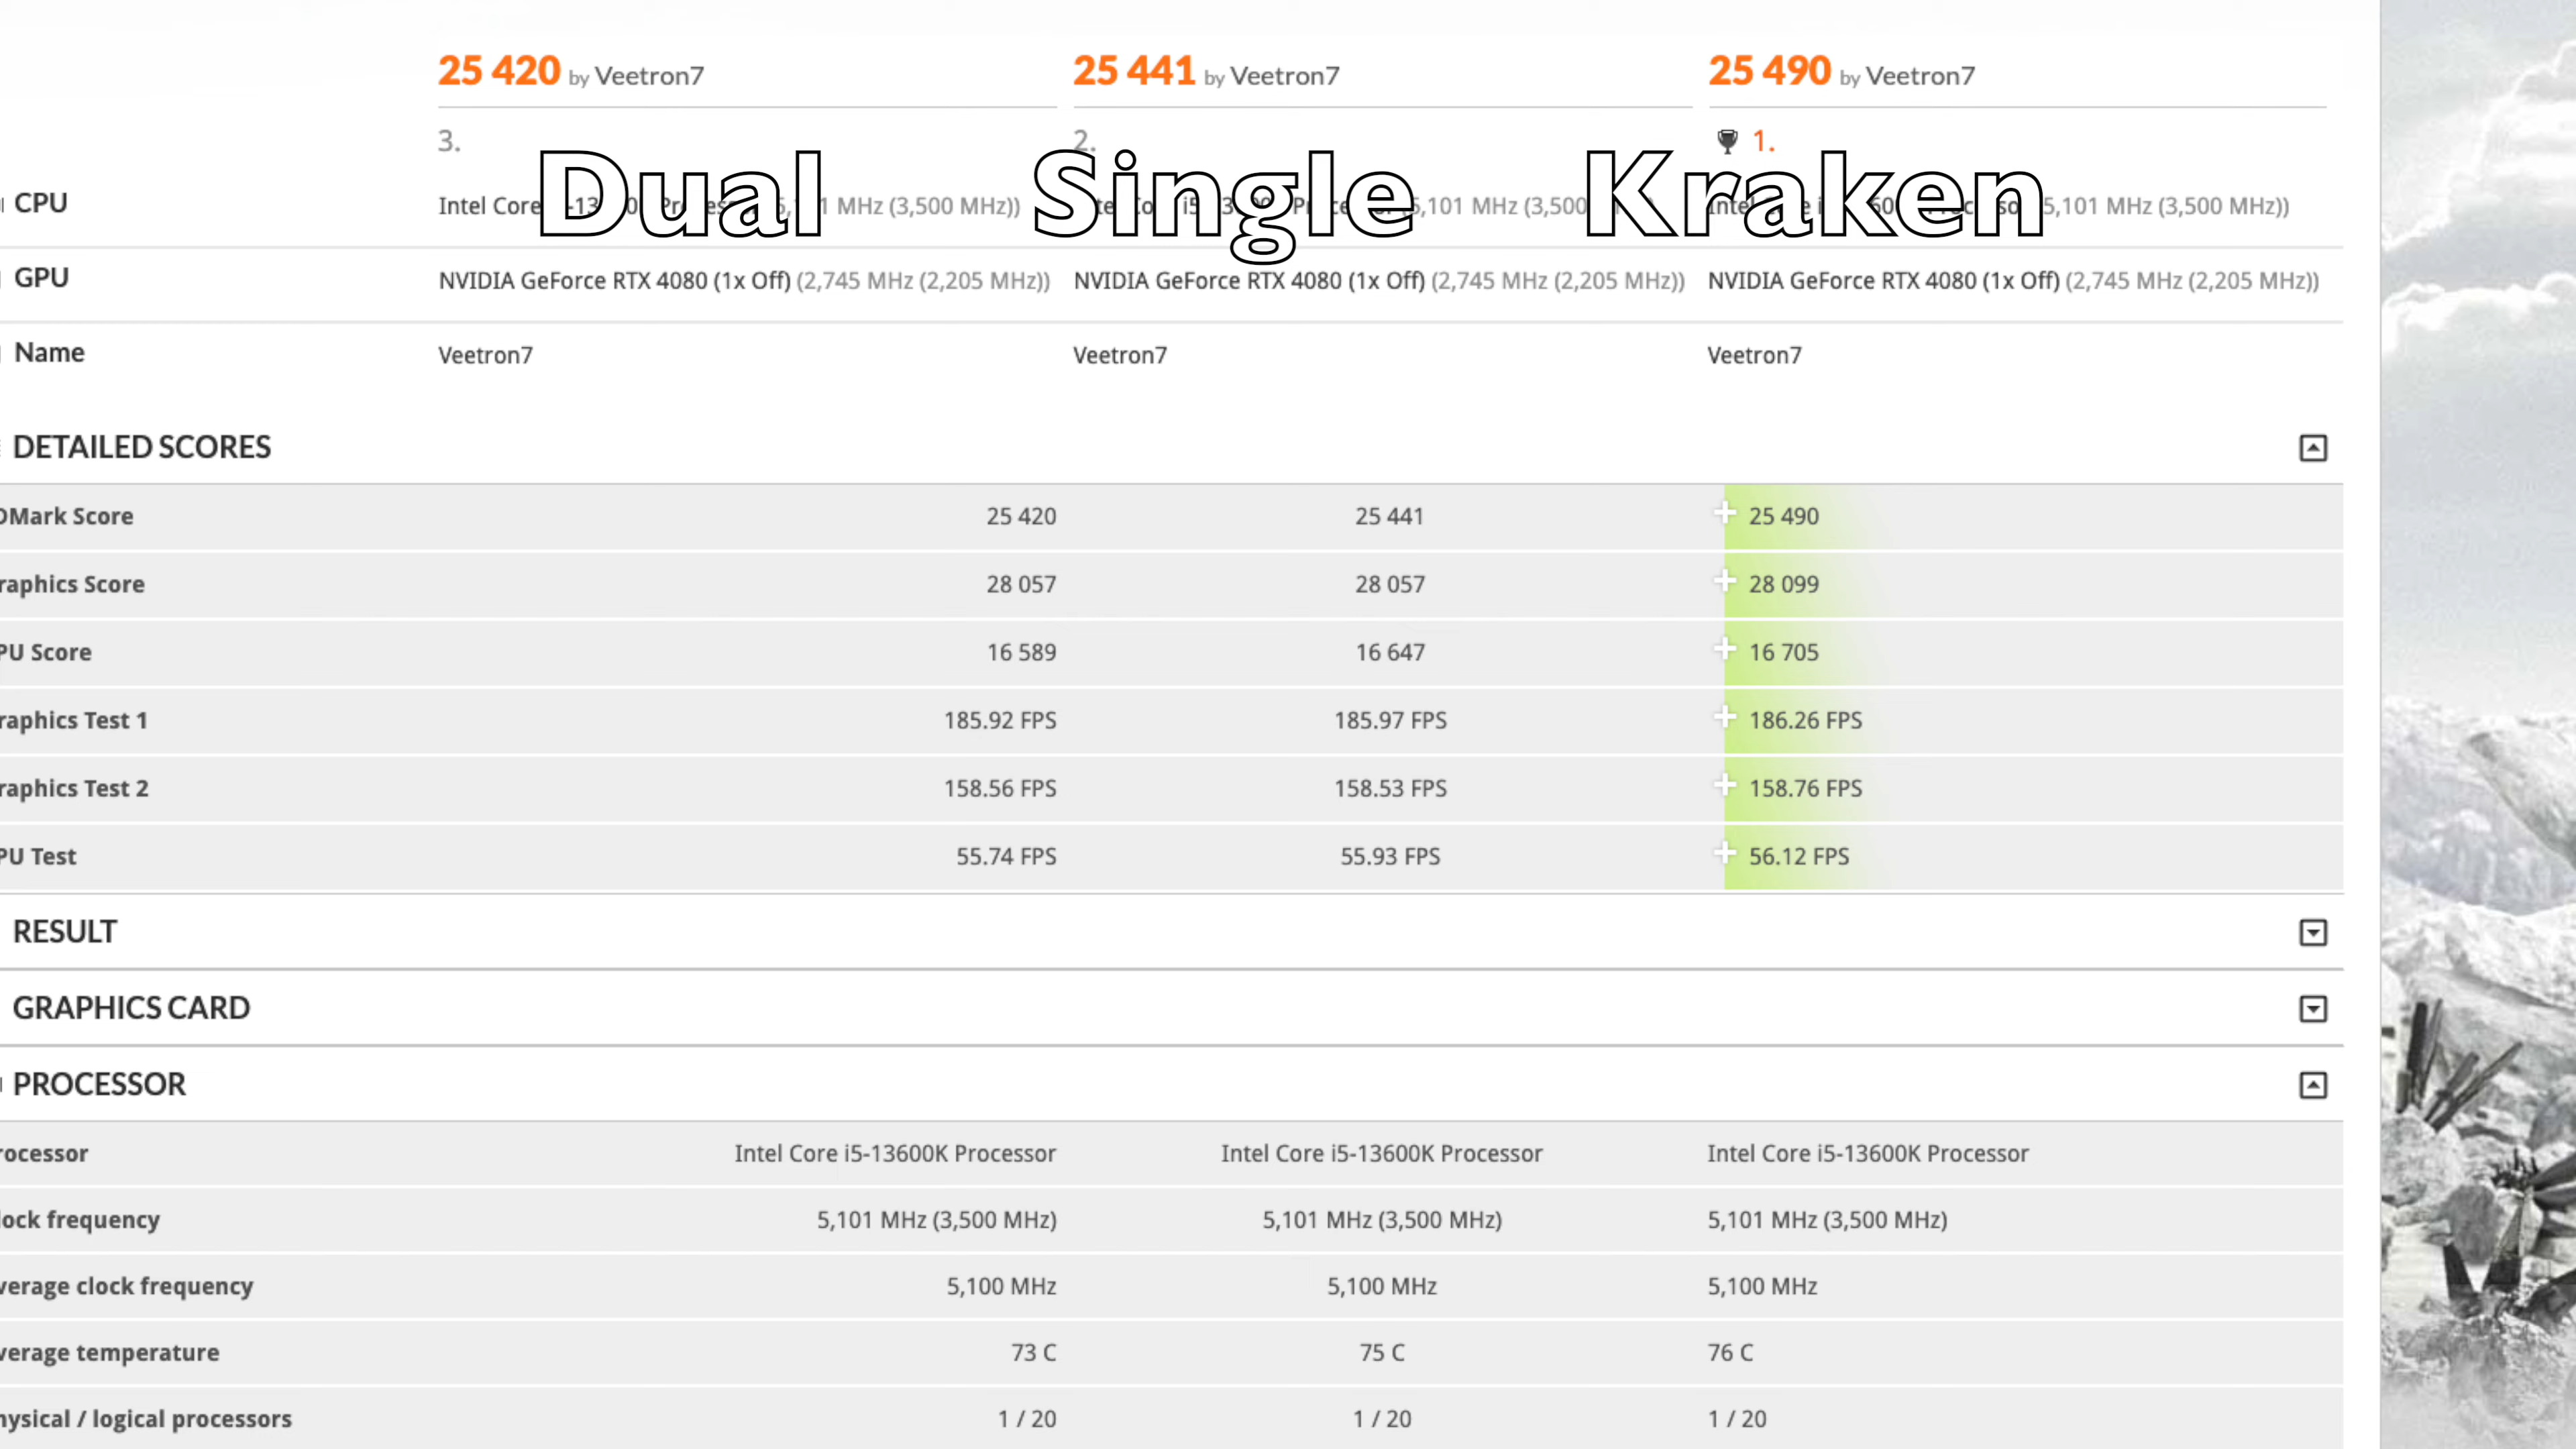 25 420 by Veetron7 25 441 by Veetron7 25 490 by Veetron7
3. 2. 1.
Dual Single Kraken
CPU Intel Core MHz (3,500 MHz)) 5,101 MHz (3,500 5,101 MHz (3,500 MHz))
GPU NVIDIA GeForce RTX 4080 (1x Off) (2,745 MHz (2,205 MHz)) NVIDIA GeForce RTX 4080 (1x Off) (2,745 MHz (2,205 MHz)) NVIDIA GeForce RTX 4080 (1x Off) (2,745 MHz (2,205 MHz))
Name Veetron7 Veetron7 Veetron7
DETAILED SCORES
DMark Score 25 420 25 441 25 490
raphics Score 28 057 28 057 28 099
PU Score 16 589 16 647 16 705
raphics Test 1 185.92 FPS 185.97 FPS 186.26 FPS
raphics Test 2 158.56 FPS 158.53 FPS 158.76 FPS
PU Test 55.74 FPS 55.93 FPS 56.12 FPS
RESULT
GRAPHICS CARD
PROCESSOR
rocessor Intel Core i5-13600K Processor Intel Core i5-13600K Processor Intel Core i5-13600K Processor
lock frequency 5,101 MHz (3,500 MHz) 5,101 MHz (3,500 MHz) 5,101 MHz (3,500 MHz)
verage clock frequency 5,100 MHz 5,100 MHz 5,100 MHz
verage temperature 73 C 75 C 76 C
hysical / logical processors 1 / 20 1 / 20 1 / 20